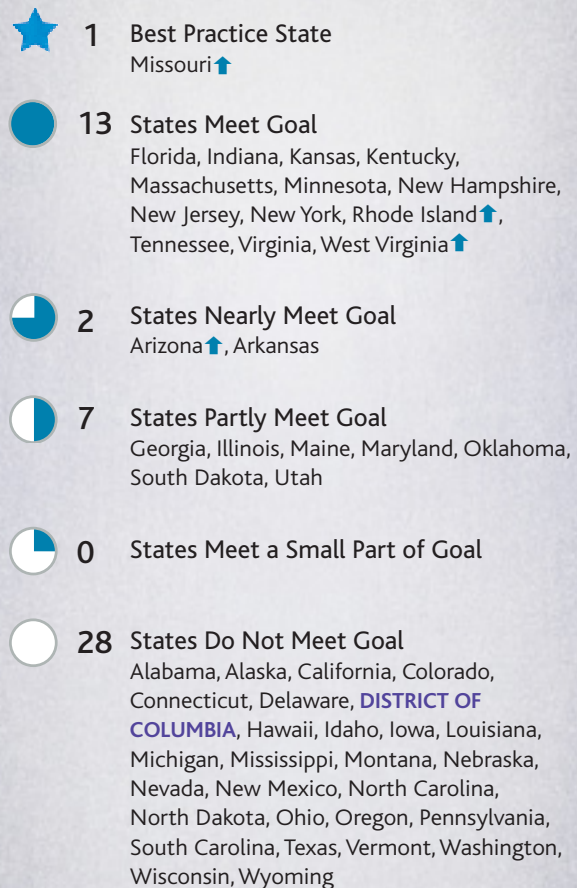 1 Best Practice State
Missouri⬆
13 States Meet Goal
Florida, Indiana, Kansas, Kentucky,
Massachusetts, Minnesota, New Hampshire,
New Jersey, New York, Rhode Island⬆,
Tennessee, Virginia, West Virginia⬆
2 States Nearly Meet Goal
Arizona⬆, Arkansas
7 States Partly Meet Goal
Georgia, Illinois, Maine, Maryland, Oklahoma,
South Dakota, Utah
0 States Meet a Small Part of Goal
28 States Do Not Meet Goal
Alabama, Alaska, California, Colorado,
Connecticut, Delaware, DISTRICT OF
COLUMBIA, Hawaii, Idaho, Iowa, Louisiana,
Michigan, Mississippi, Montana, Nebraska,
Nevada, New Mexico, North Carolina,
North Dakota, Ohio, Oregon, Pennsylvania,
South Carolina, Texas, Vermont, Washington,
Wisconsin, Wyoming